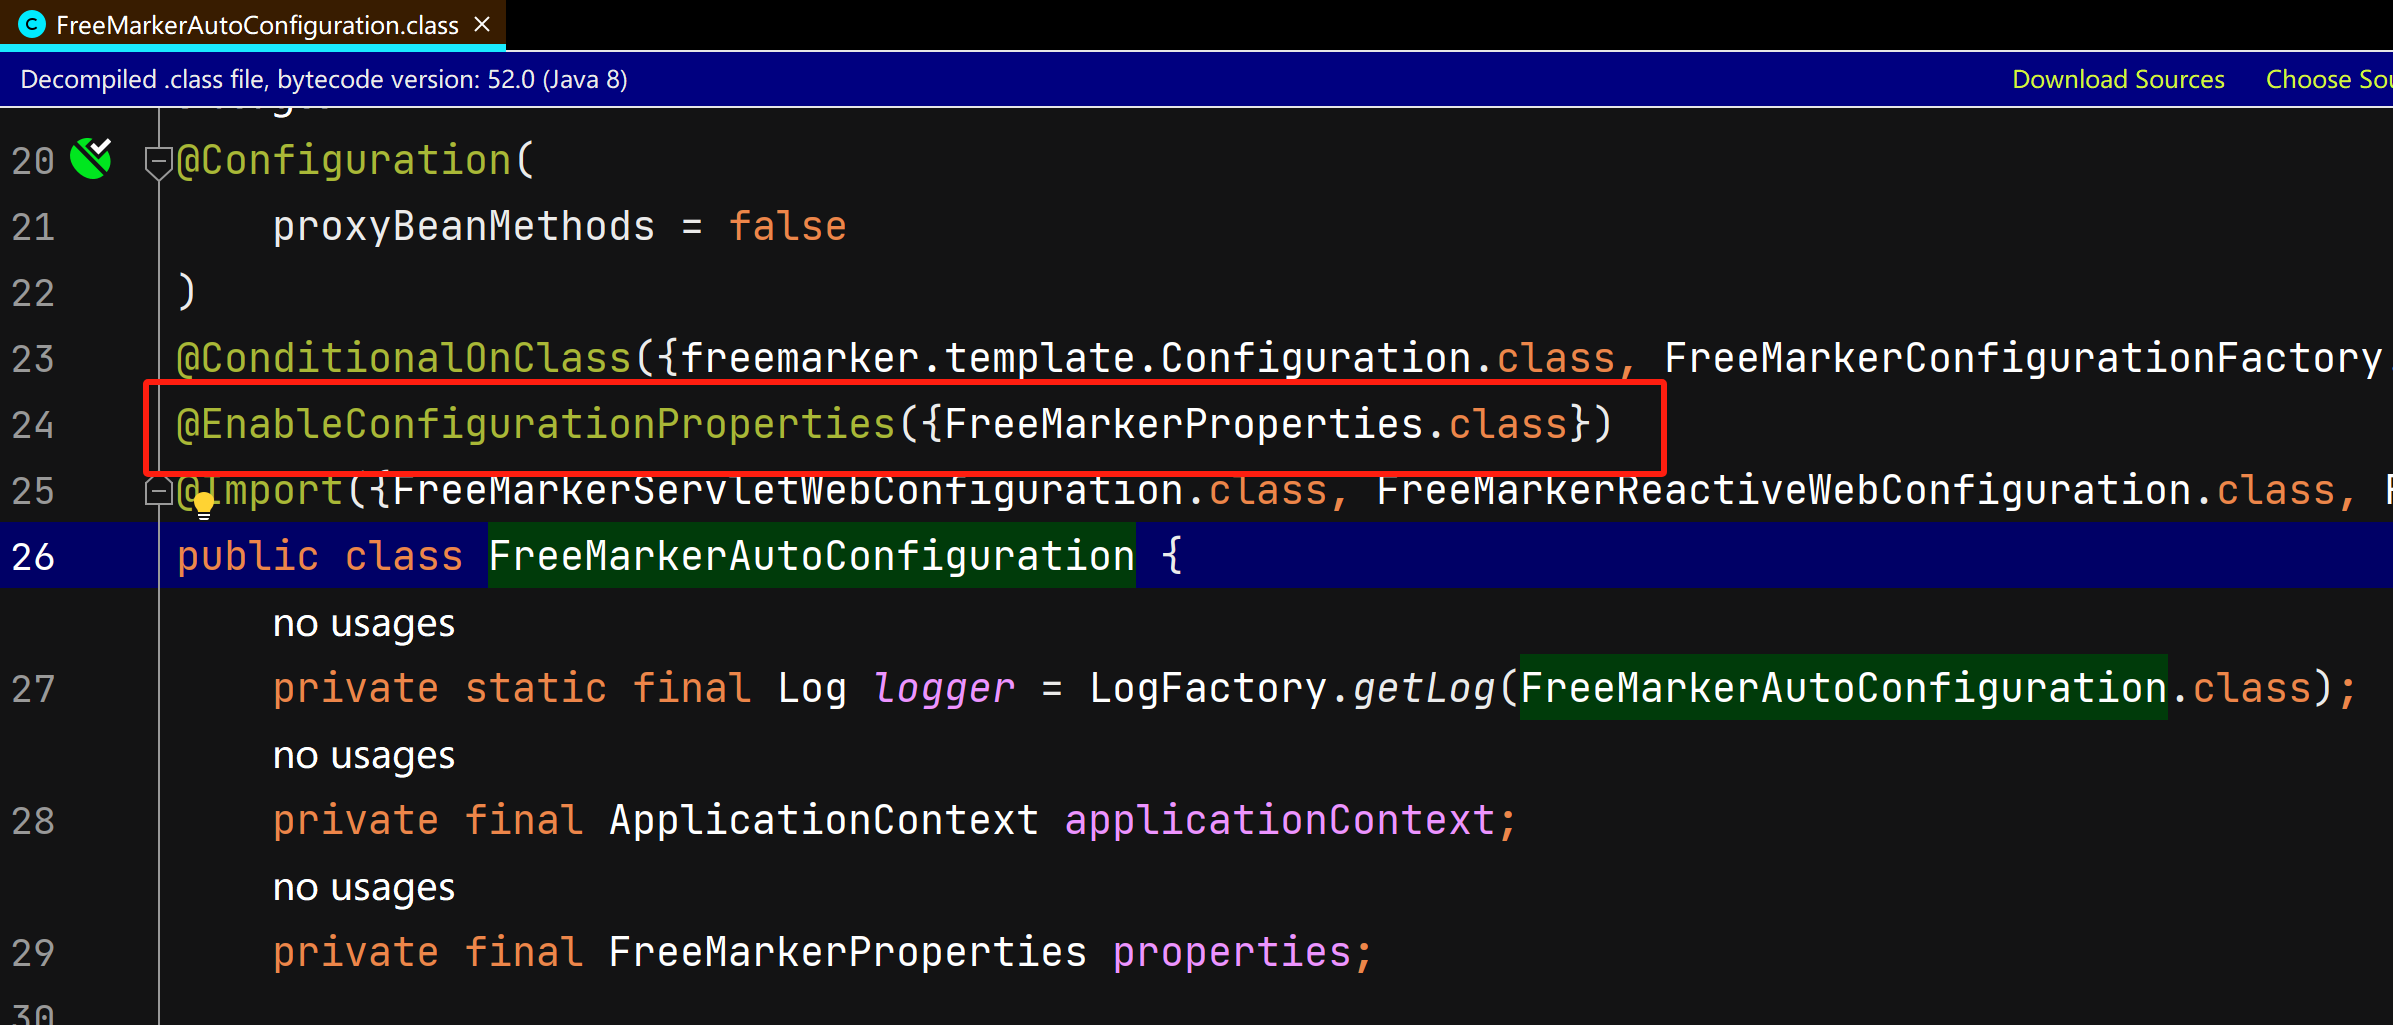 FreeMarkerAutoConfiguration.class
Decompiled .class file, bytecode version: 52.0 (Java 8) Download Sources Choose
20 @Configuration(
21 proxyBeanMethods = false
22 )
23 @ConditionalOnClass({freemarker.template.Configuration.class, FreeMarkerConfigurationFactory.
24 @EnableConfigurationProperties({FreeMarkerProperties.class})
25 @Import({FreeMarkerServletWebConfiguration.class, FreeMarkerReactiveWebConfiguration.class,
26 public class FreeMarkerAutoConfiguration {
no usages
27 private static final Log logger = LogFactory.getLog(FreeMarkerAutoConfiguration.class);
no usages
28 private final ApplicationContext applicationContext;
no usages
29 private final FreeMarkerProperties properties;
30